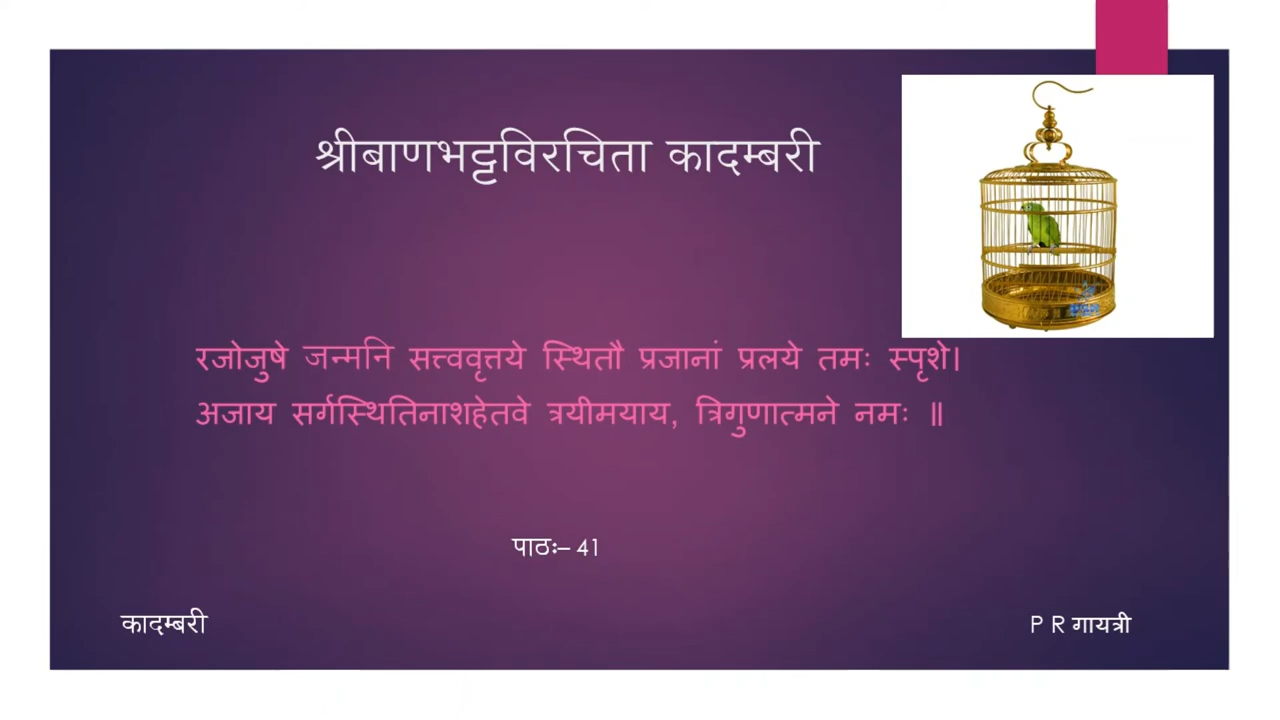 श्रीबाणभट्टविरचिता कादम्बरी
रजोजुषे जन्मनि सत्त्ववृत्तये स्थितौ प्रजानां प्रलये तमः स्पृशे।
अजाय सर्गस्थितिनाशहेतवे त्रयीमयाय, त्रिगुणात्मने नमः ॥
पाठः– 41
कादम्बरी
P R गायत्री